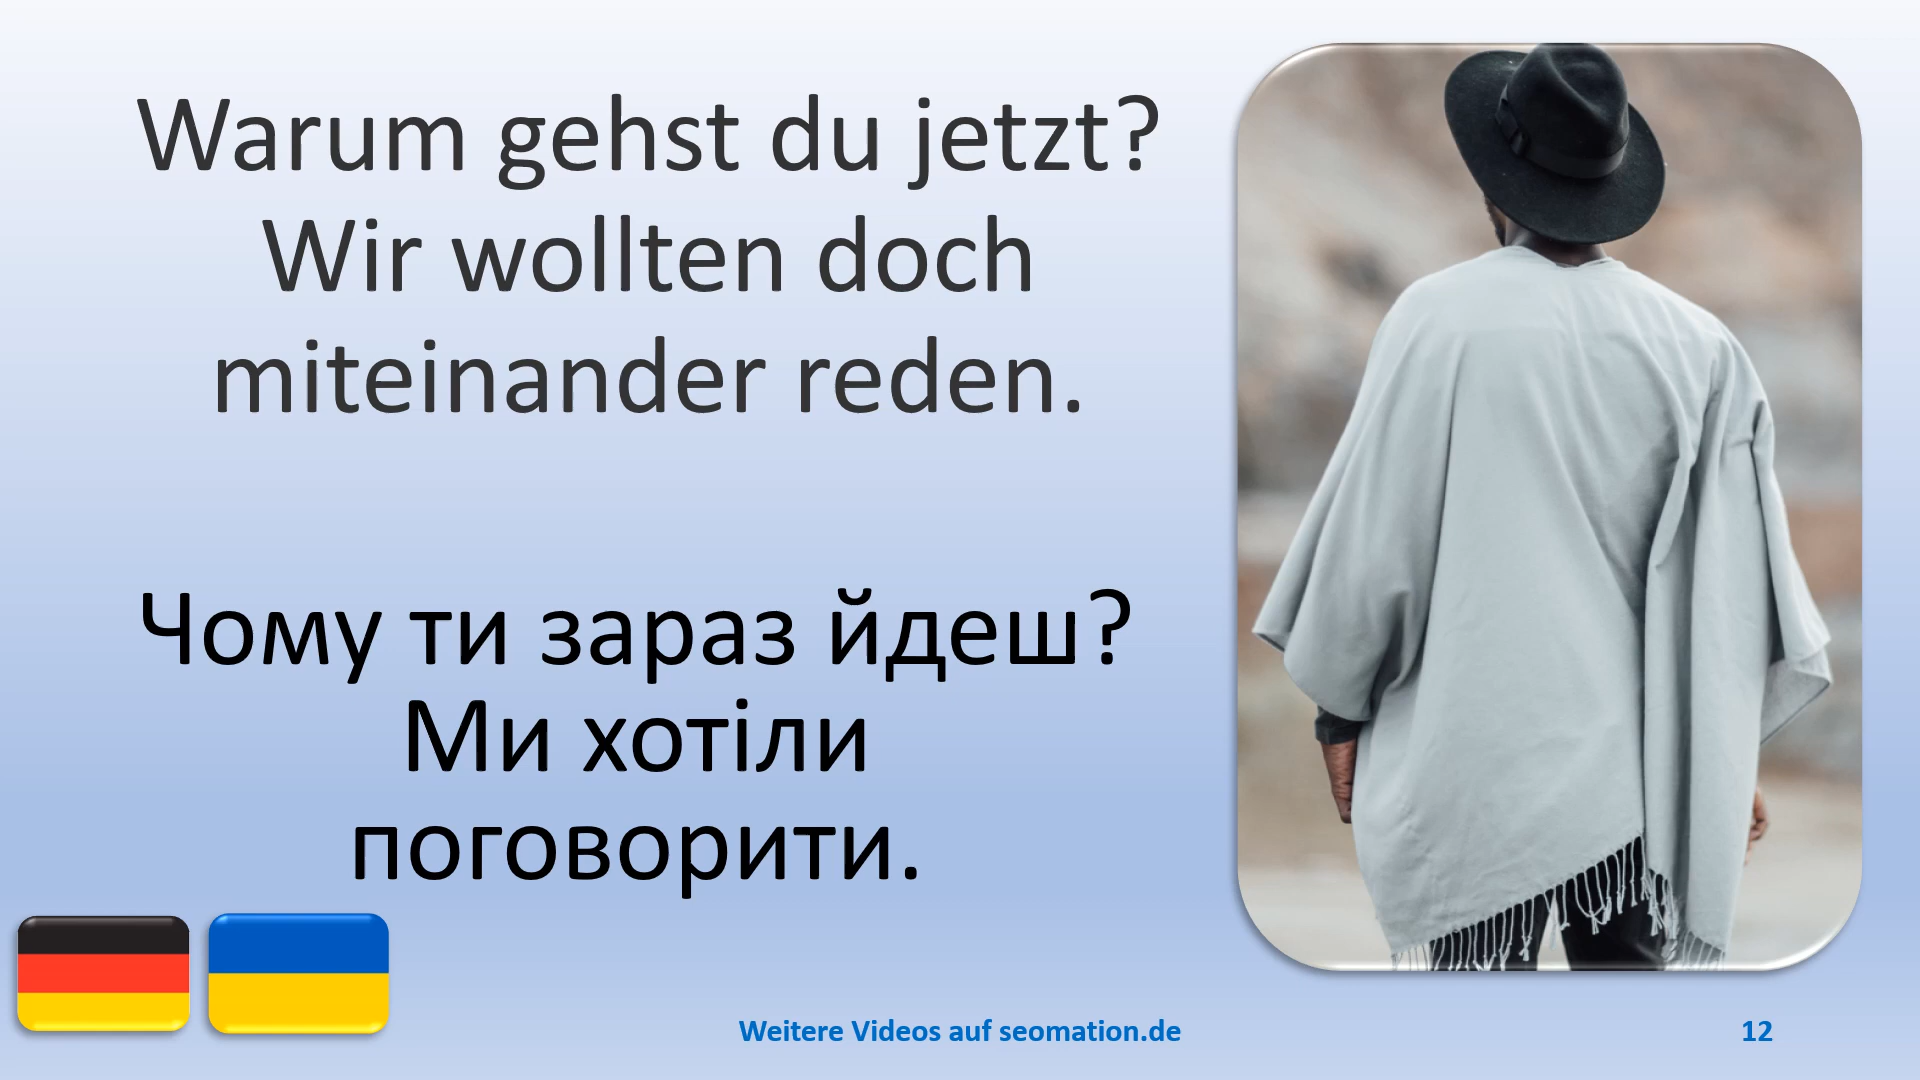 Warum gehst du jetzt?
Wir wollten doch
miteinander reden.
Чому ти зараз йдеш?
Ми хотіли
поговорити.
Weitere Videos auf seomation.de
12